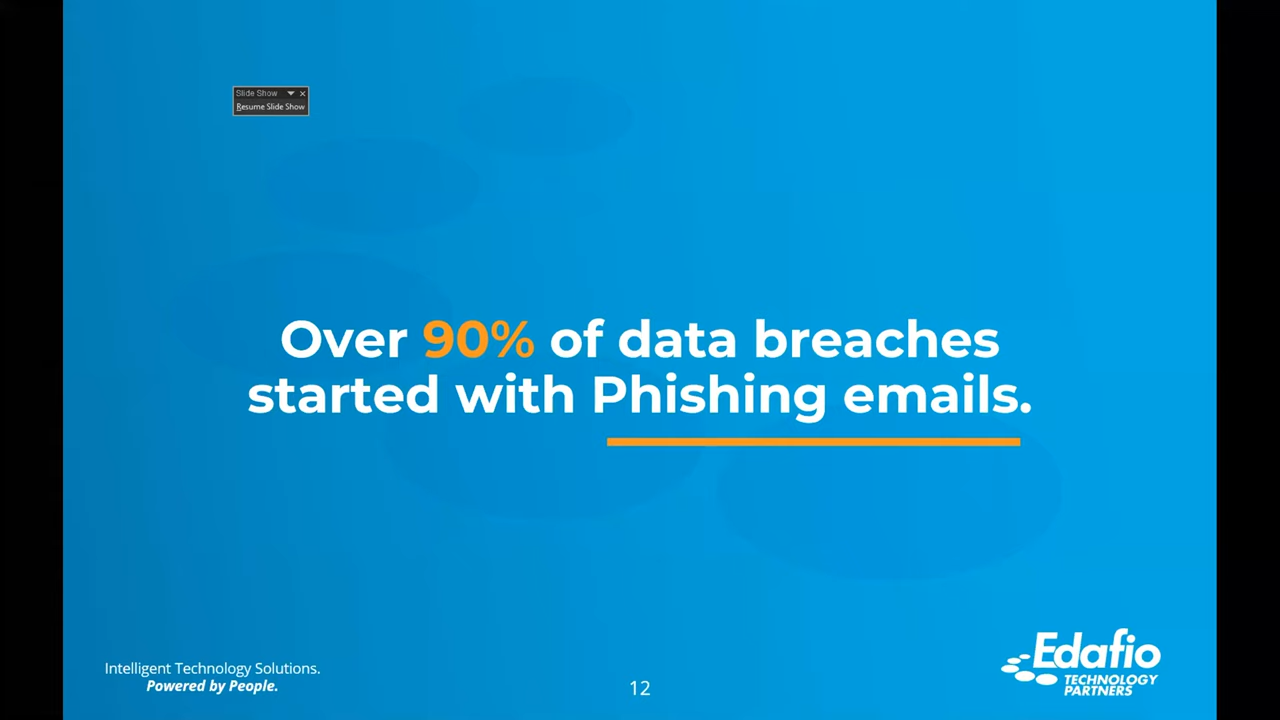 Slide Show
Resume Slide Show
Over 90% of data breaches
started with Phishing emails.
Intelligent Technology Solutions.
Powered by People.
12
Edafio
TECHNOLOGY
PARTNERS